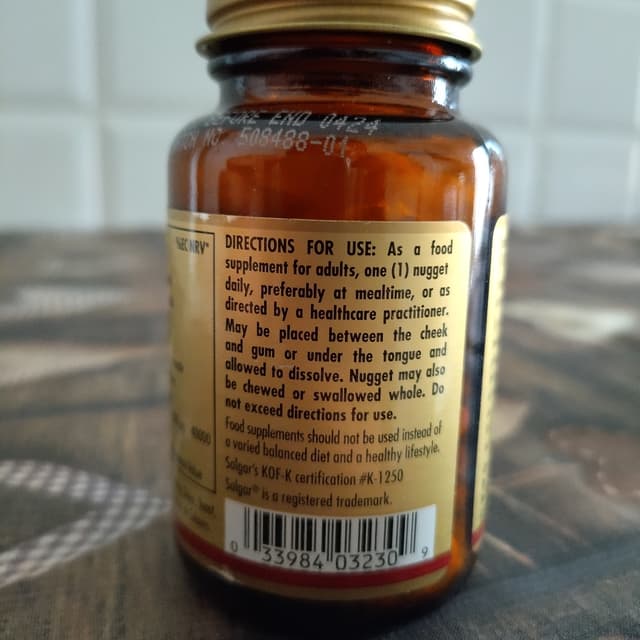 END 0424
NO. 508488-01
%EC NRV*
DIRECTIONS FOR USE: As a food
supplement for adults, one (1) nugget
daily, preferably at mealtime, or as
directed by a healthcare practitioner.
May be placed between the cheek
and gum or under the tongue and
allowed to dissolve. Nugget may also
be chewed or swallowed whole. Do
not exceed directions for use.
Food supplements should not be used instead of
a varied balanced diet and a healthy lifestyle.
Solgar's KOF-K certification #K-1250
Solgar® is a registered trademark.
40000
0 33984 03230 9